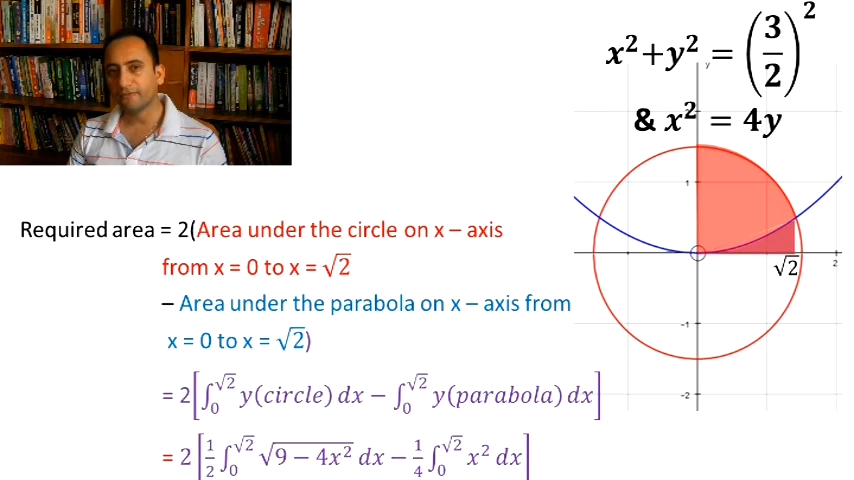 x² + y² = (3/2)²
& x² = 4y
y
1
√2
2
-1
-2
Required area = 2(Area under the circle on x – axis
from x = 0 to x = √2
– Area under the parabola on x – axis from
x = 0 to x = √2)
= 2[∫₀^√2 y(circle) dx − ∫₀^√2 y(parabola) dx]
= 2[1/2 ∫₀^√2 √(9 − 4x²) dx − 1/4 ∫₀^√2 x² dx]